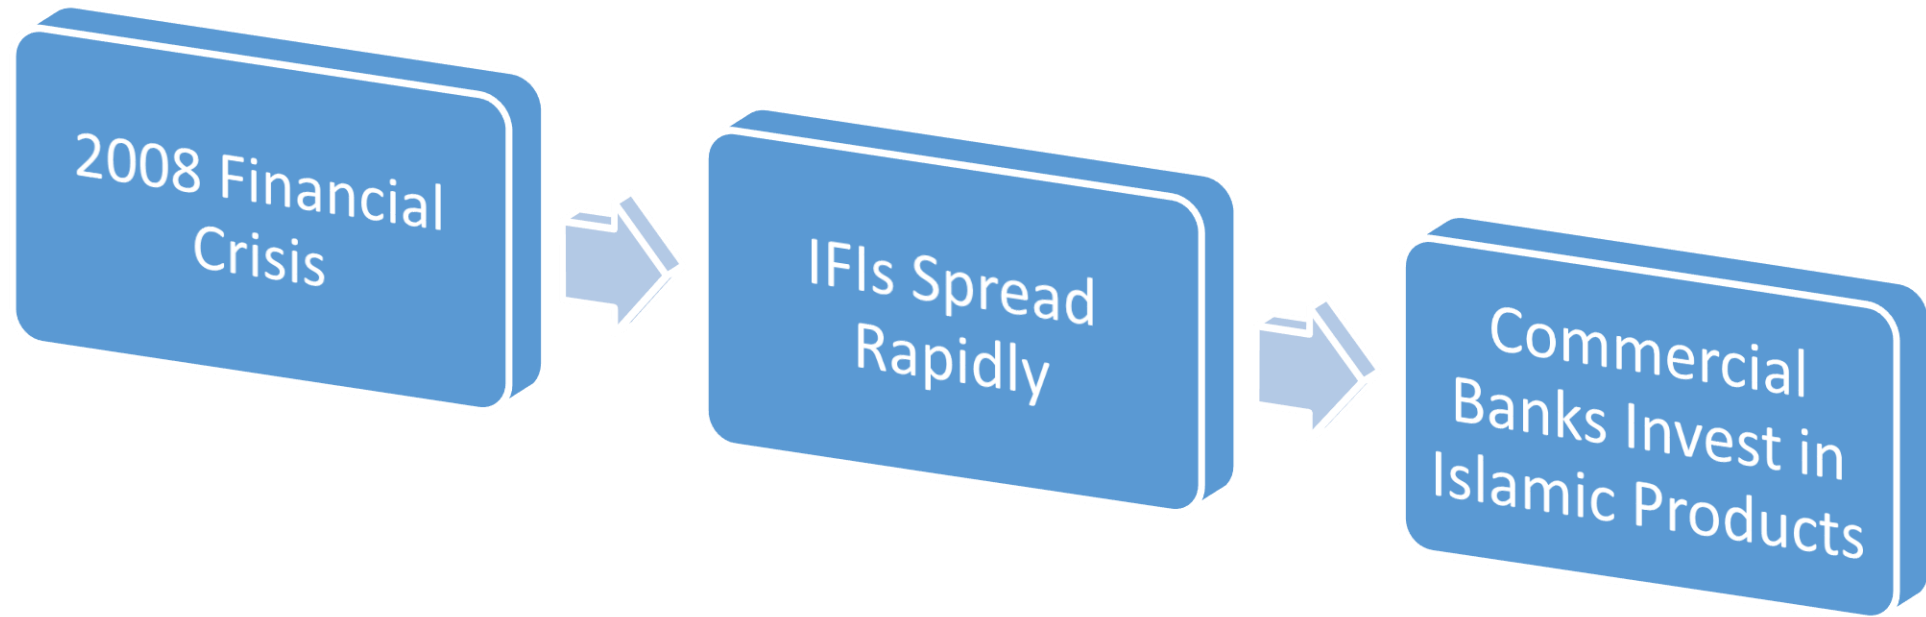 2008 Financial
Crisis
IFIs Spread
Rapidly
Commercial
Banks Invest in
Islamic Products